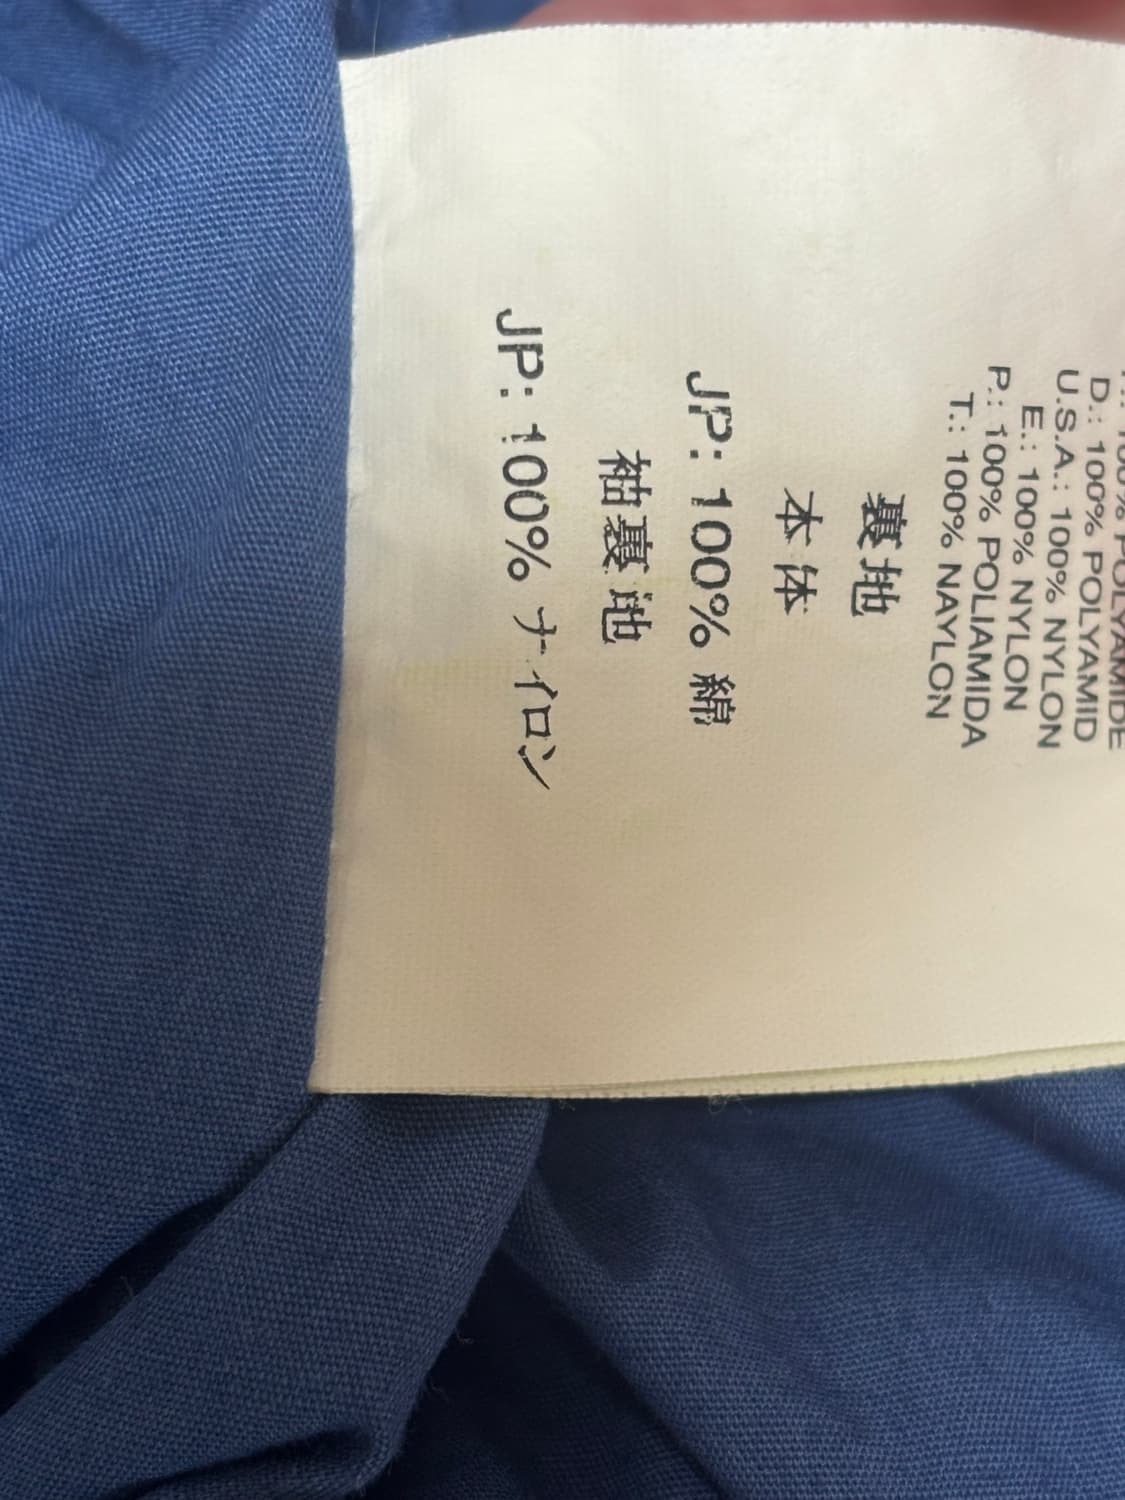 D.: 100% POLYAMID
U.S.A.: 100% NYLON
E.: 100% NYLON
P.: 100% POLIAMIDA
T.: 100% NAYLON
裏地
本体
JP: 100% 綿
袖裏地
JP: 100% ナイロン